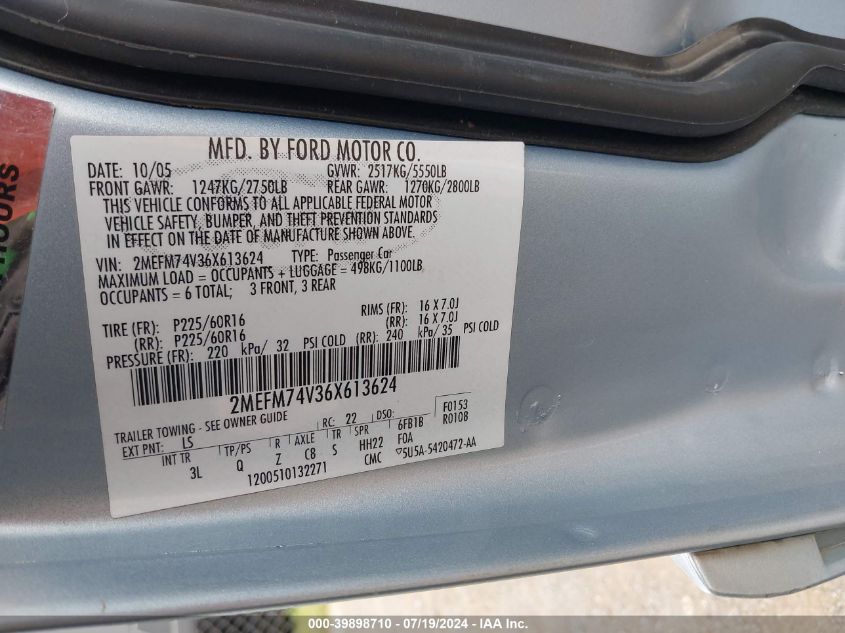 HOURS
MFD. BY FORD MOTOR CO.
DATE: 10/05 GVWR: 2517KG/5550LB
FRONT GAWR: 1247KG/2750LB REAR GAWR: 1270KG/2800LB
THIS VEHICLE CONFORMS TO ALL APPLICABLE FEDERAL MOTOR
VEHICLE SAFETY, BUMPER, AND THEFT PREVENTION STANDARDS
IN EFFECT ON THE DATE OF MANUFACTURE SHOWN ABOVE.
VIN: 2MEFM74V36X613624 TYPE: Passenger Car
MAXIMUM LOAD = OCCUPANTS + LUGGAGE = 498KG/1100LB
OCCUPANTS = 6 TOTAL; 3 FRONT, 3 REAR
TIRE (FR): P225/60R16 RIMS (FR): 16 X 7.0J
(RR): P225/60R16 (RR): 16 X 7.0J
PRESSURE (FR): 220 kPa/ 32 PSI COLD (RR): 240 kPa/ 35 PSI COLD
2MEFM74V36X613624
TRAILER TOWING - SEE OWNER GUIDE RC: 22 DSO: F0153
EXT PNT: LS R AXLE TR SPR 6FB1B R0108
INT TR TP/PS
3L Q Z C8 S HH22 FOA
1200510132271 CMC 5U5A-5420472-AA
000-39898710 - 07/19/2024 - IAA Inc.